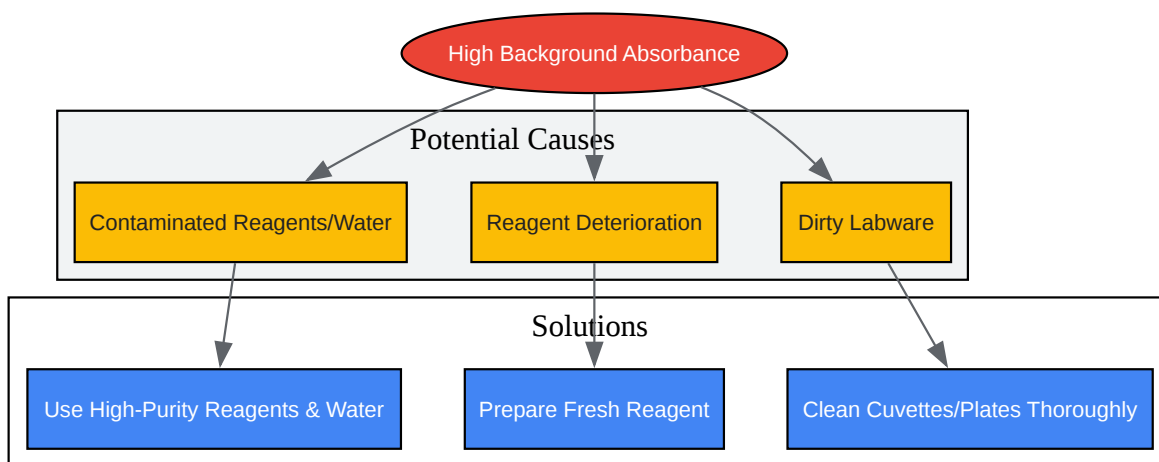 High Background Absorbance
Potential Causes
Contaminated Reagents/Water
Reagent Deterioration
Dirty Labware
Solutions
Use High-Purity Reagents & Water
Prepare Fresh Reagent
Clean Cuvettes/Plates Thoroughly